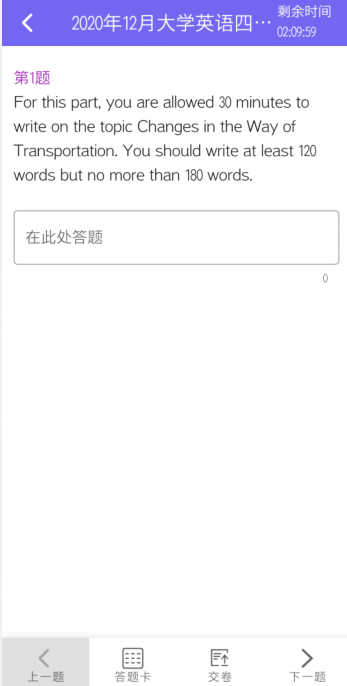 2020年12月大学英语四…
剩余时间
02:09:59
第1题
For this part, you are allowed 30 minutes to
write on the topic Changes in the Way of
Transportation. You should write at least 120
words but no more than 180 words.
在此处答题
0
上一题
答题卡
交卷
下一题